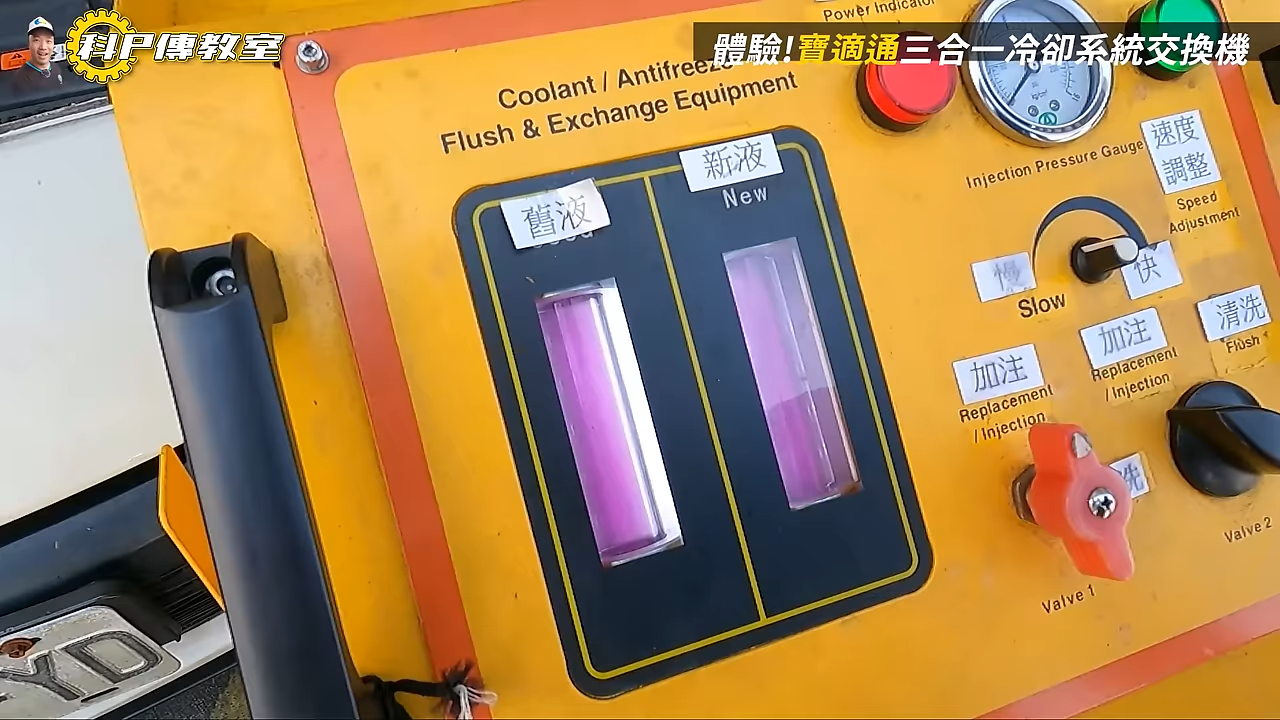 科P傳教室
體驗!寶滴通三合一冷卻系統交換機
Power Indicator
Coolant / Antifreeze
Flush & Exchange Equipment
舊液
新液
New
Injection Pressure Gauge
速度
調整
Speed
Adjustment
慢
快
Slow
加注
Replacement
/ Injection
加注
Replacement
/ Injection
清洗
Flush
洗
Valve 1
Valve 2
YD